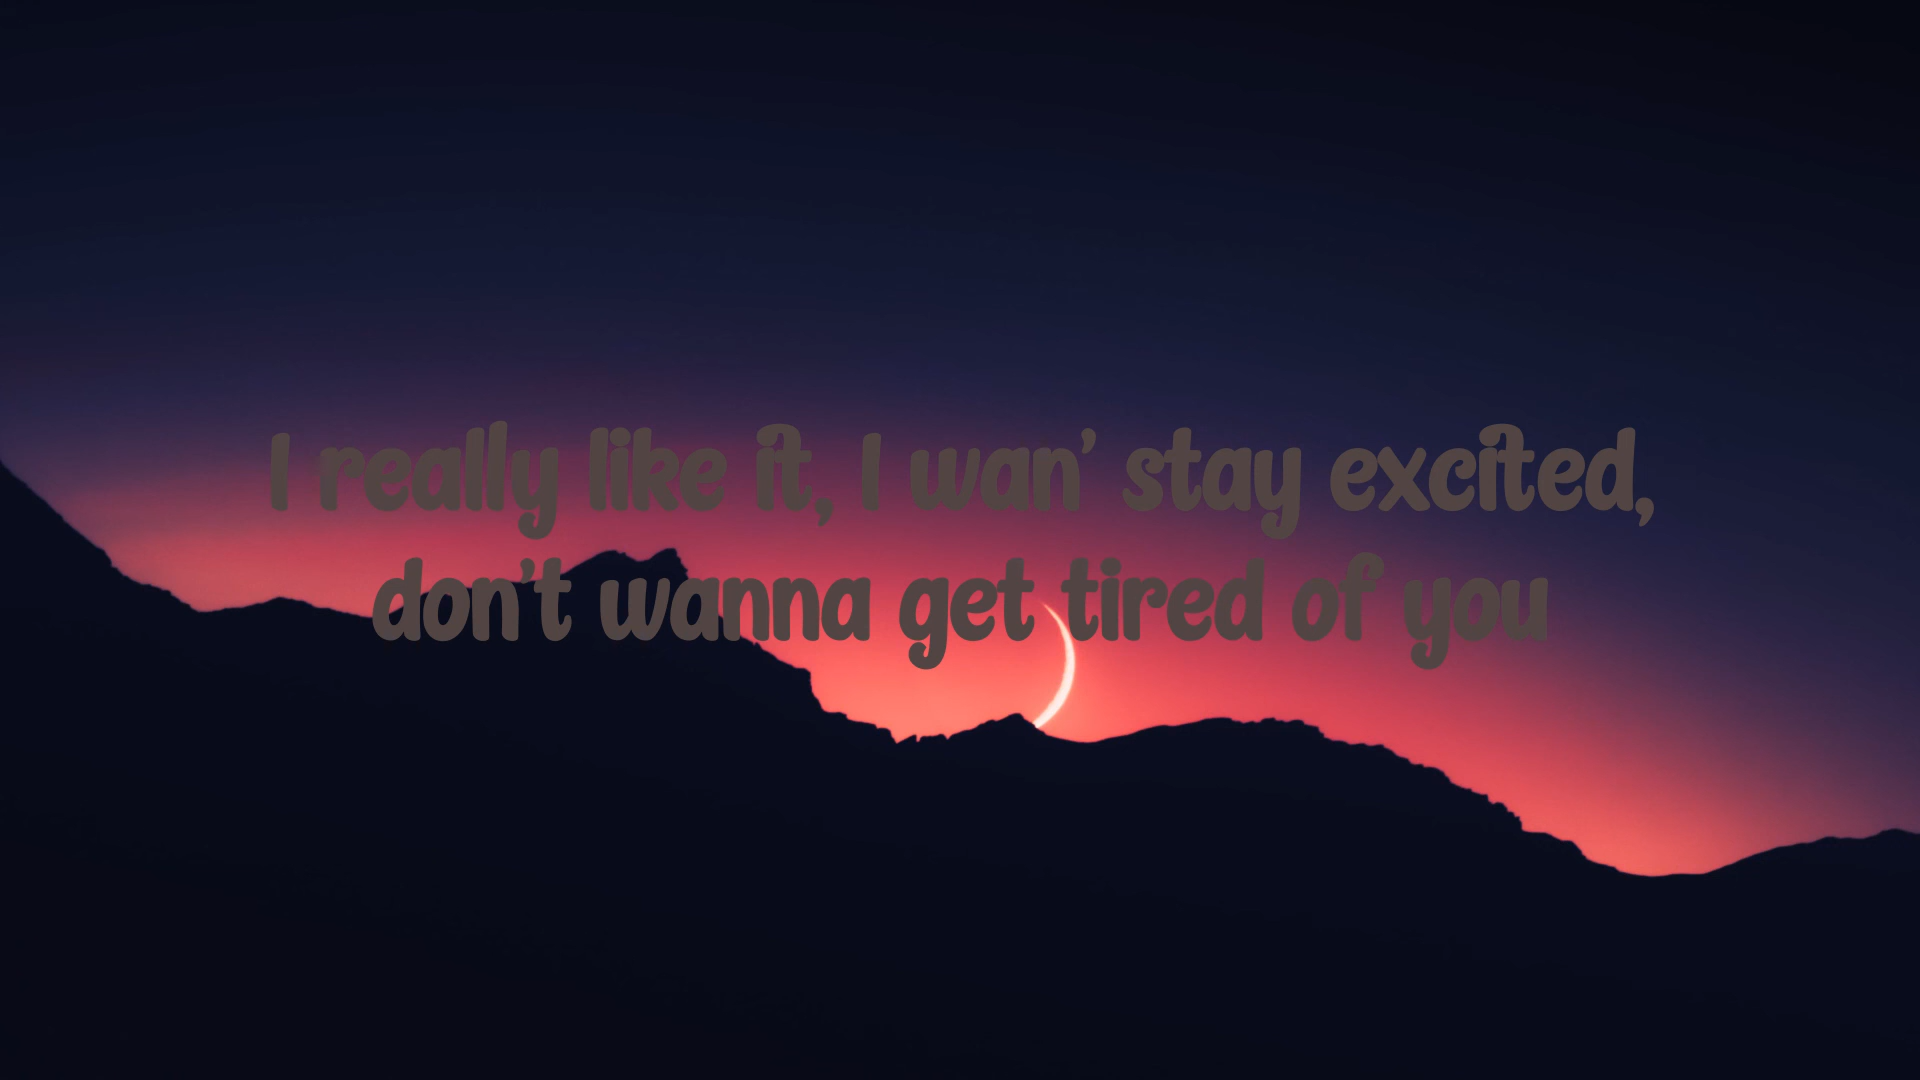 I really like it, I wan' stay excited,
don't wanna get tired of you